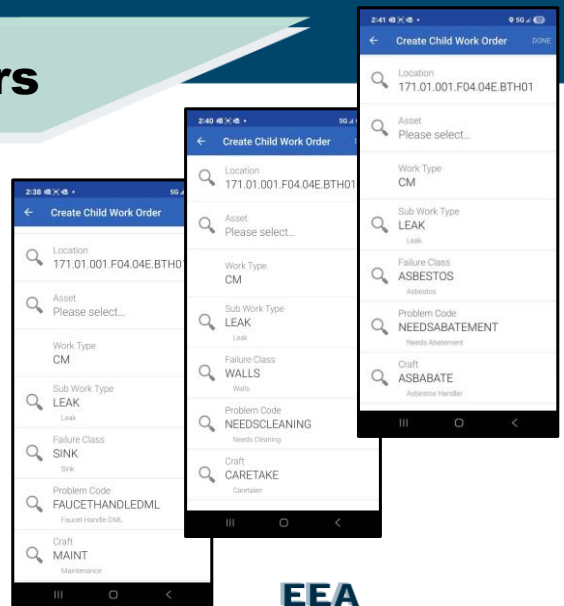 rs
2:38
5G
Create Child Work Order
Location
171.01.001.F04.04E.BTH01
Asset
Please select...
Work Type
CM
Sub Work Type
LEAK
Leak
Failure Class
SINK
Sink
Problem Code
FAUCETHANDLEDML
Faucet Handle DML
Craft
MAINT
Maintenance
2:40
5G
Create Child Work Order
Location
171.01.001.F04.04E.BTH01
Asset
Please select...
Work Type
CM
Sub Work Type
LEAK
Leak
Failure Class
WALLS
Walls
Problem Code
NEEDSCLEANING
Needs Cleaning
Craft
CARETAKE
Caretaker
2:41
5G
Create Child Work Order DONE
Location
171.01.001.F04.04E.BTH01
Asset
Please select...
Work Type
CM
Sub Work Type
LEAK
Leak
Failure Class
ASBESTOS
Asbestos
Problem Code
NEEDSABATEMENT
Needs Abatement
Craft
ASBABATE
Asbestos Handler
EEA